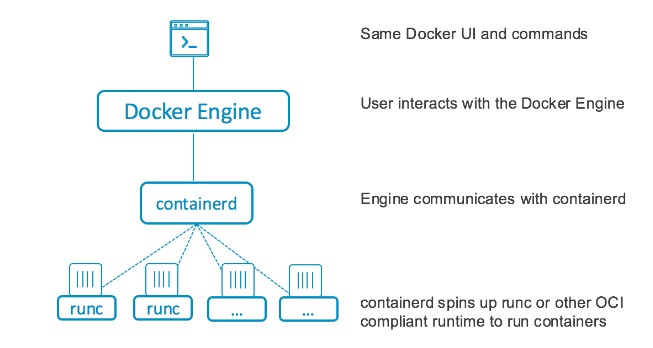 Same Docker UI and commands
Docker Engine
User interacts with the Docker Engine
containerd
Engine communicates with containerd
runc
runc
...
...
containerd spins up runc or other OCI
compliant runtime to run containers